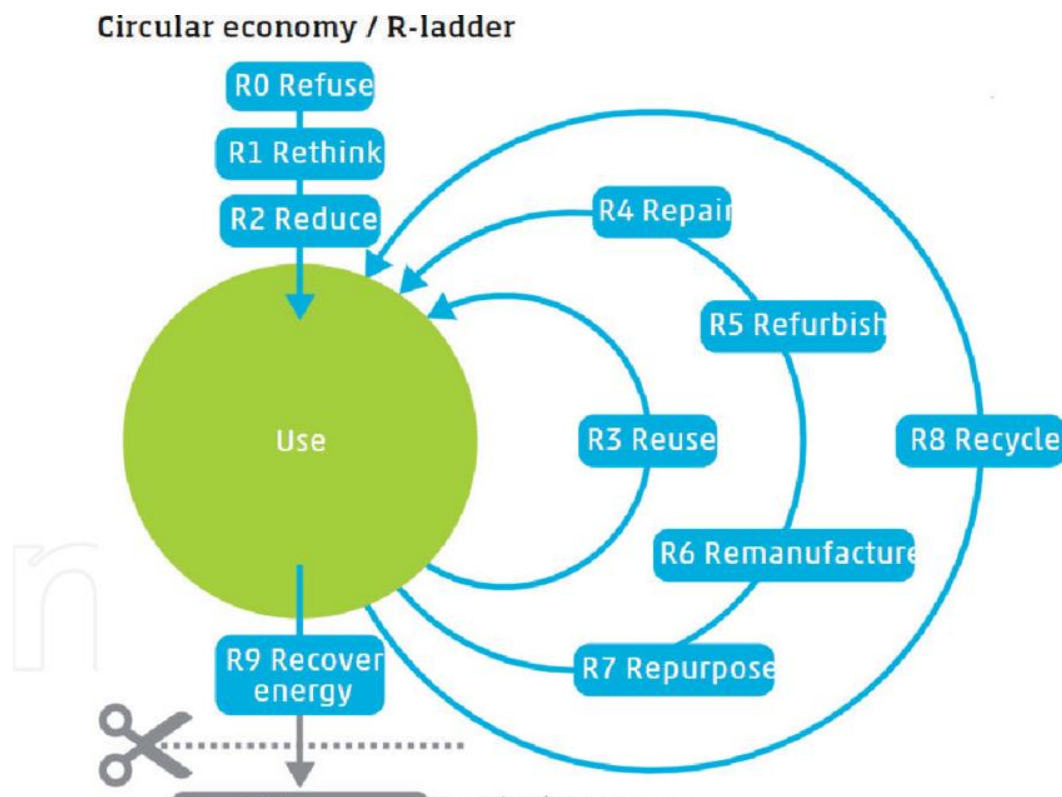 Circular economy / R-ladder
R0 Refuse
R1 Rethink
R2 Reduce
R4 Repair
R5 Refurbish
Use
R3 Reuse
R8 Recycle
R6 Remanufacture
R9 Recover
energy
R7 Repurpose